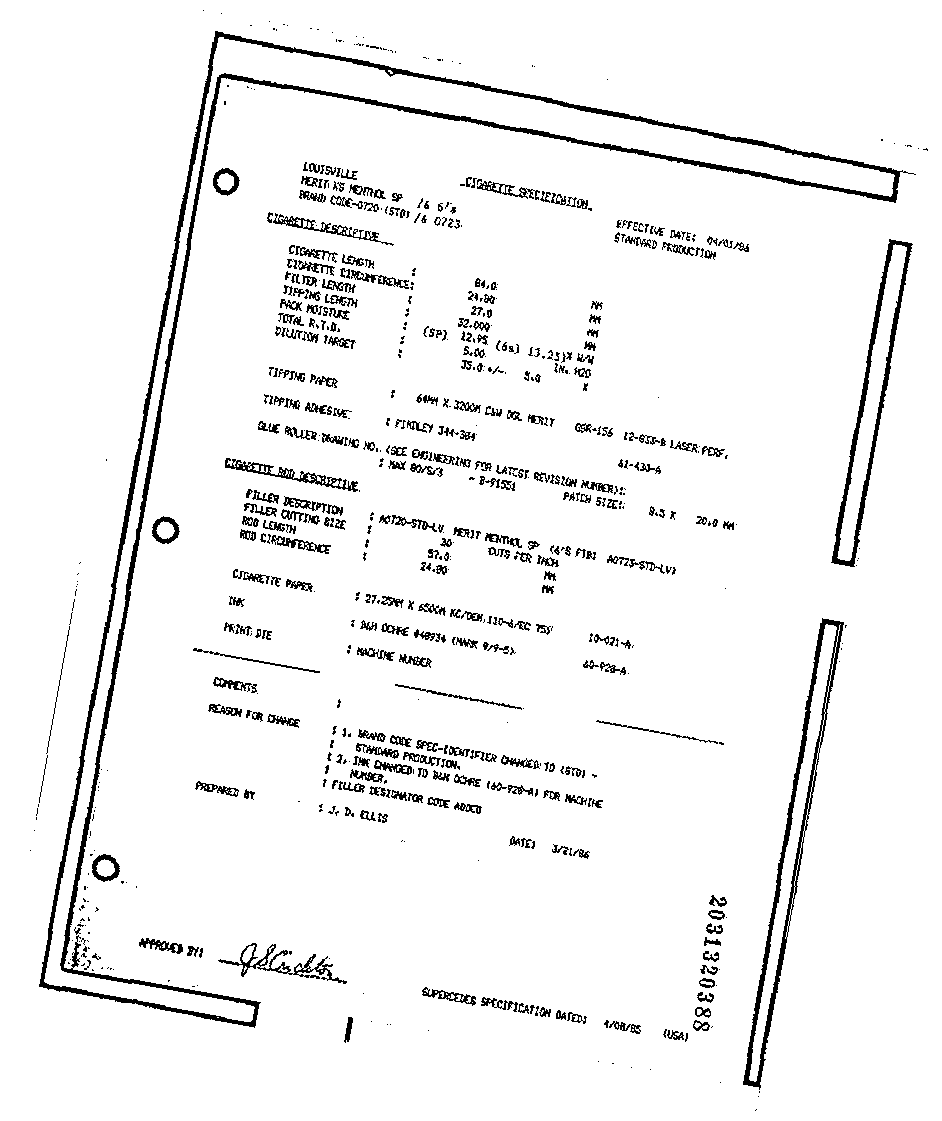 CIGARETTE SPECIFICATION
LOUISVILLE
MERIT KS MENTHOL SP /& 6's
BRAND CODE-0720 (STD) /& 0723
EFFECTIVE DATE: 04/01/86
STANDARD PRODUCTION
CIGARETTE DESCRIPTIVE
CIGARETTE LENGTH : 84.0 MM
CIGARETTE CIRCUMFERENCE: 24.80 MM
FILTER LENGTH : 27.0 MM
TIPPING LENGTH : 32.000 MM
PACK MOISTURE : (SP) 12.95 (6s) 13.25)% W/W
TOTAL R.T.D. : 5.00 IN. H2O
DILUTION TARGET : 35.0 +/- 5.0 %
TIPPING PAPER : 64MM X 3200M C&W DGL MERIT GSR-156 12-033-B LASER PERF.
TIPPING ADHESIVE: : FINDLEY 344-304 61-430-A
GLUE ROLLER DRAWING NO. (SEE ENGINEERING FOR LATEST REVISION NUMBER):
: MAX 80/S/3 - B-91551 PATCH SIZE: 9.5 X 20.0 MM
CIGARETTE ROD DESCRIPTIVE
FILLER DESCRIPTION : A0720-STD-LV MERIT MENTHOL SP (6'S FTB) A0723-STD-LV)
FILLER CUTTING SIZE : 30 CUTS PER INCH
ROD LENGTH : 57.0 MM
ROD CIRCUMFERENCE : 24.80 MM
CIGARETTE PAPER : 27.25MM X 6500M KC/DEM.110-6/EC 755 10-021-A
INK : B&M OCHRE #48934 (MARK 8/9-5) 60-928-A
PRINT DIE : MACHINE NUMBER
COMMENTS :
REASON FOR CHANGE : 1. BRAND CODE SPEC-IDENTIFIER CHANGED TO (STD) -
: STANDARD PRODUCTION.
: 2. INK CHANGED TO B&M OCHRE (60-928-A) FOR MACHINE
: NUMBER.
: FILLER DESIGNATOR CODE ADDED
PREPARED BY : J. D. ELLIS DATE: 3/21/86
APPROVED BY:
SUPERCEDES SPECIFICATION DATED: 4/08/85 (USA)
2031320388